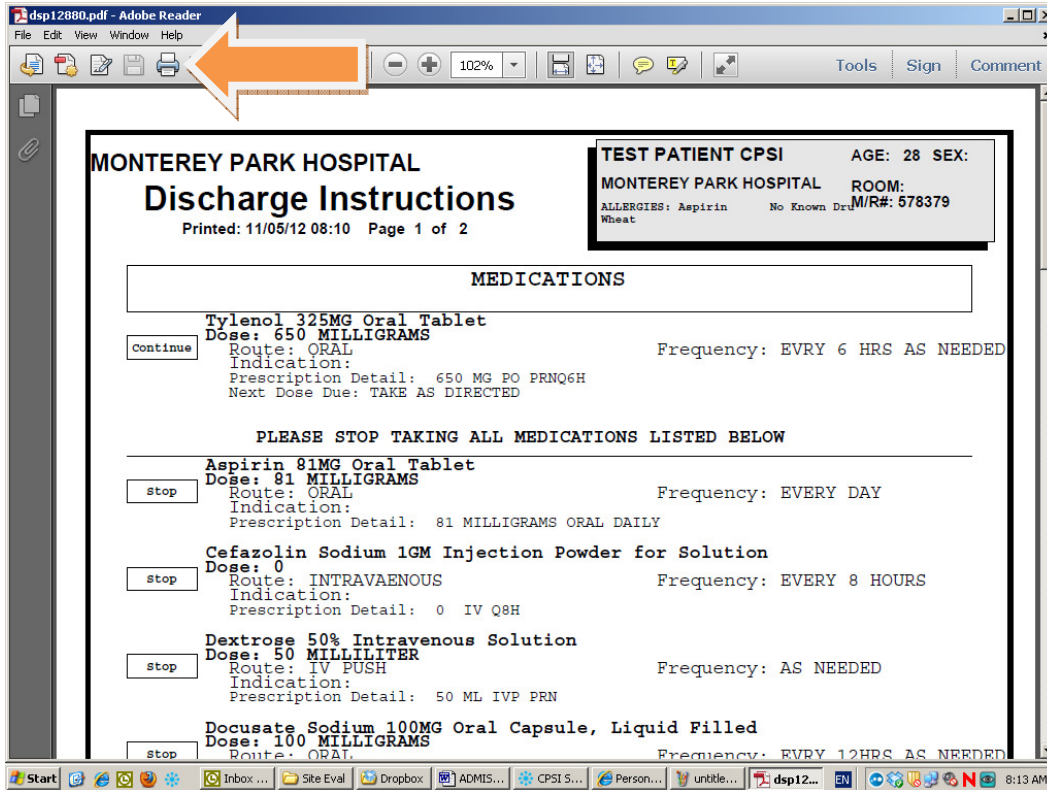 dsp12880.pdf - Adobe Reader
File Edit View Window Help
102%
Tools Sign Comment
MONTEREY PARK HOSPITAL
Discharge Instructions
Printed: 11/05/12 08:10 Page 1 of 2
TEST PATIENT CPSI AGE: 28 SEX:
MONTEREY PARK HOSPITAL ROOM:
ALLERGIES: Aspirin No Known Dru M/R#: 578379
Wheat
MEDICATIONS
Tylenol 325MG Oral Tablet
Dose: 650 MILLIGRAMS
Continue Route: ORAL Frequency: EVRY 6 HRS AS NEEDED
Indication:
Prescription Detail: 650 MG PO PRNQ6H
Next Dose Due: TAKE AS DIRECTED
PLEASE STOP TAKING ALL MEDICATIONS LISTED BELOW
Aspirin 81MG Oral Tablet
Dose: 81 MILLIGRAMS
Stop Route: ORAL Frequency: EVERY DAY
Indication:
Prescription Detail: 81 MILLIGRAMS ORAL DAILY
Cefazolin Sodium 1GM Injection Powder for Solution
Dose: 0
Stop Route: INTRAVAENOUS Frequency: EVERY 8 HOURS
Indication:
Prescription Detail: 0 IV Q8H
Dextrose 50% Intravenous Solution
Dose: 50 MILLILITER
Stop Route: IV PUSH Frequency: AS NEEDED
Indication:
Prescription Detail: 50 ML IVP PRN
Docusate Sodium 100MG Oral Capsule, Liquid Filled
Dose: 100 MILLIGRAMS
Stop Route: ORAL Frequency: EVRY 12HRS AS NEEDED
Start Inbox ... Site Eval Dropbox ADMIS... CPSI S... Person... untitle... dsp12... EN 8:13 AM